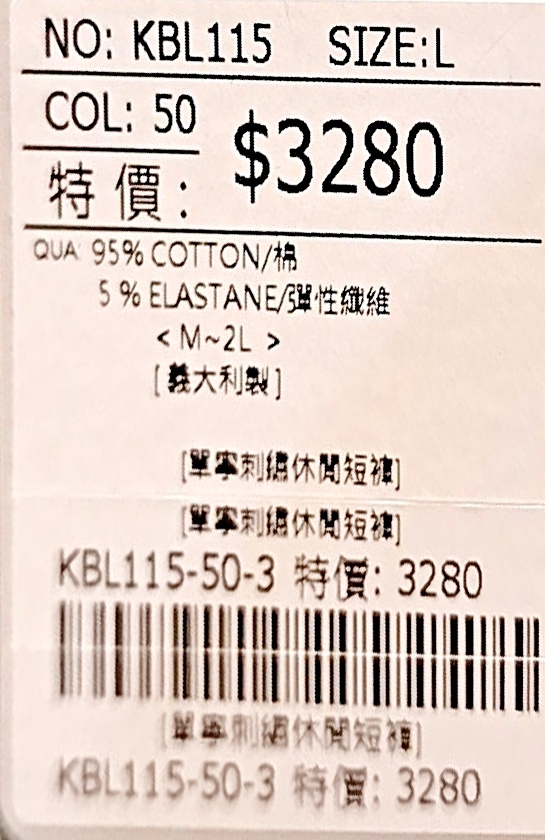 NO: KBL115 SIZE:L
COL: 50
特價: $3280
QUA: 95% COTTON/棉
5 % ELASTANE/彈性纖維
< M~2L >
[義大利製]
[單寧刺繡休閒短褲]
[單寧刺繡休閒短褲]
KBL115-50-3 特價: 3280
[單寧刺繡休閒短褲]
KBL115-50-3 特價: 3280